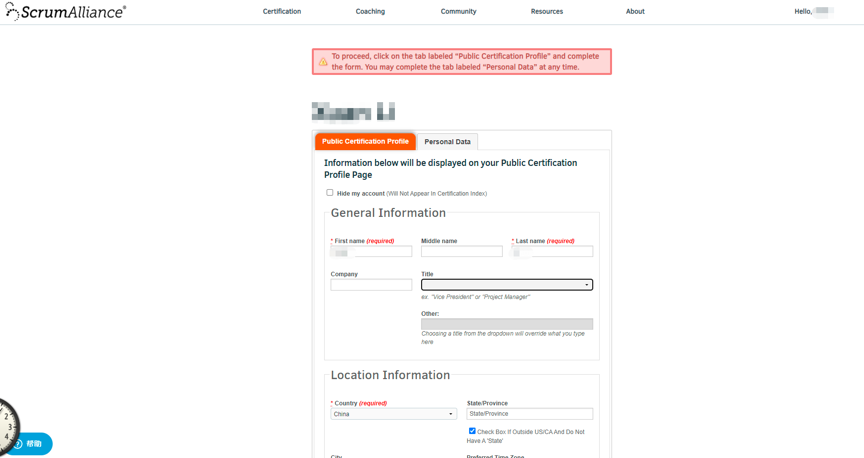 ScrumAlliance®
Certification Coaching Community Resources About Hello,
To proceed, click on the tab labeled "Public Certification Profile" and complete
the form. You may complete the tab labeled "Personal Data" at any time.
Public Certification Profile Personal Data
Information below will be displayed on your Public Certification
Profile Page
Hide my account (Will Not Appear In Certification Index)
General Information
* First name (required) Middle name * Last name (required)
Company Title
ex. "Vice President" or "Project Manager"
Other:
Choosing a title from the dropdown will override what you type
here
Location Information
* Country (required) State/Province
China State/Province
Check Box If Outside US/CA And Do Not
Have A 'State'
City Preferred Time Zone
2
3
4
? 帮助